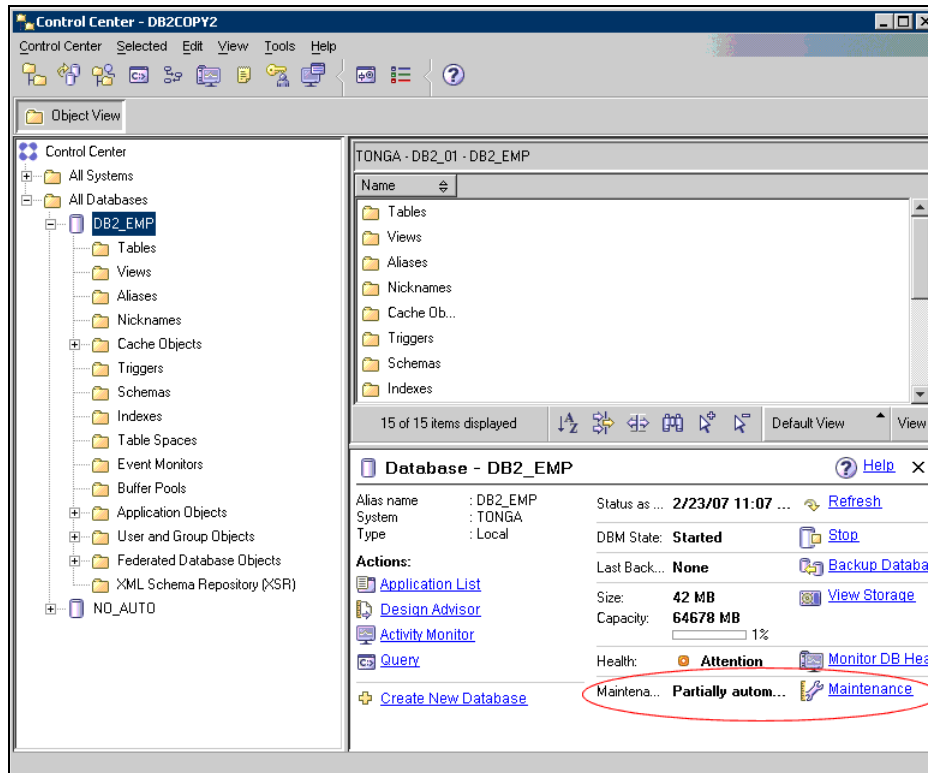 Control Center - DB2COPY2
Control Center Selected Edit View Tools Help
Object View
Control Center
All Systems
All Databases
DB2_EMP
Tables
Views
Aliases
Nicknames
Cache Objects
Triggers
Schemas
Indexes
Table Spaces
Event Monitors
Buffer Pools
Application Objects
User and Group Objects
Federated Database Objects
XML Schema Repository (XSR)
NO_AUTO
TONGA - DB2_01 - DB2_EMP
Name
Tables
Views
Aliases
Nicknames
Cache Ob...
Triggers
Schemas
Indexes
15 of 15 items displayed Default View View
Database - DB2_EMP Help
Alias name : DB2_EMP
System : TONGA
Type : Local
Actions:
Application List
Design Advisor
Activity Monitor
Query
Create New Database
Status as ... 2/23/07 11:07 ... Refresh
DBM State: Started Stop
Last Back... None Backup Databa
Size: 42 MB View Storage
Capacity: 64678 MB
1%
Health: Attention Monitor DB Hea
Maintena... Partially autom... Maintenance